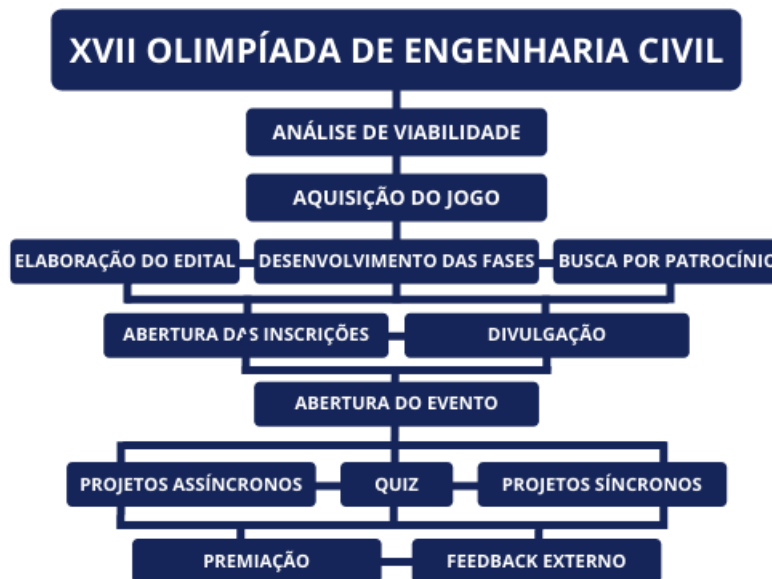 XVII OLIMPÍADA DE ENGENHARIA CIVIL
ANÁLISE DE VIABILIDADE
AQUISIÇÃO DO JOGO
ELABORAÇÃO DO EDITAL
DESENVOLVIMENTO DAS FASES
BUSCA POR PATROCÍNIO
ABERTURA DAS INSCRIÇÕES
DIVULGAÇÃO
ABERTURA DO EVENTO
PROJETOS ASSÍNCRONOS
QUIZ
PROJETOS SÍNCRONOS
PREMIAÇÃO
FEEDBACK EXTERNO